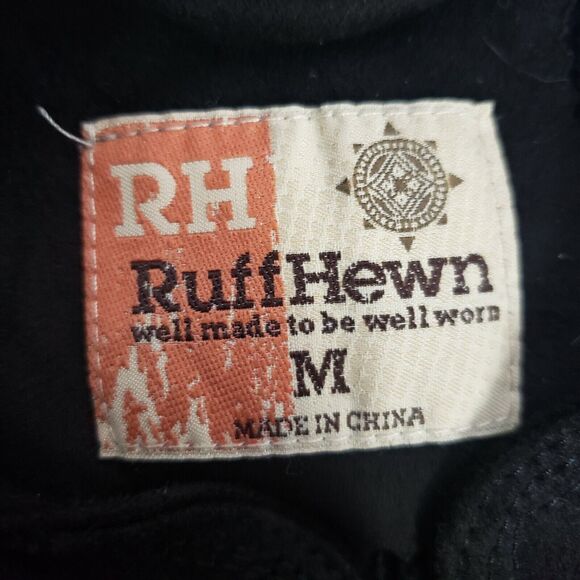 RH
RuffHewn
well made to be well worn
M
MADE IN CHINA